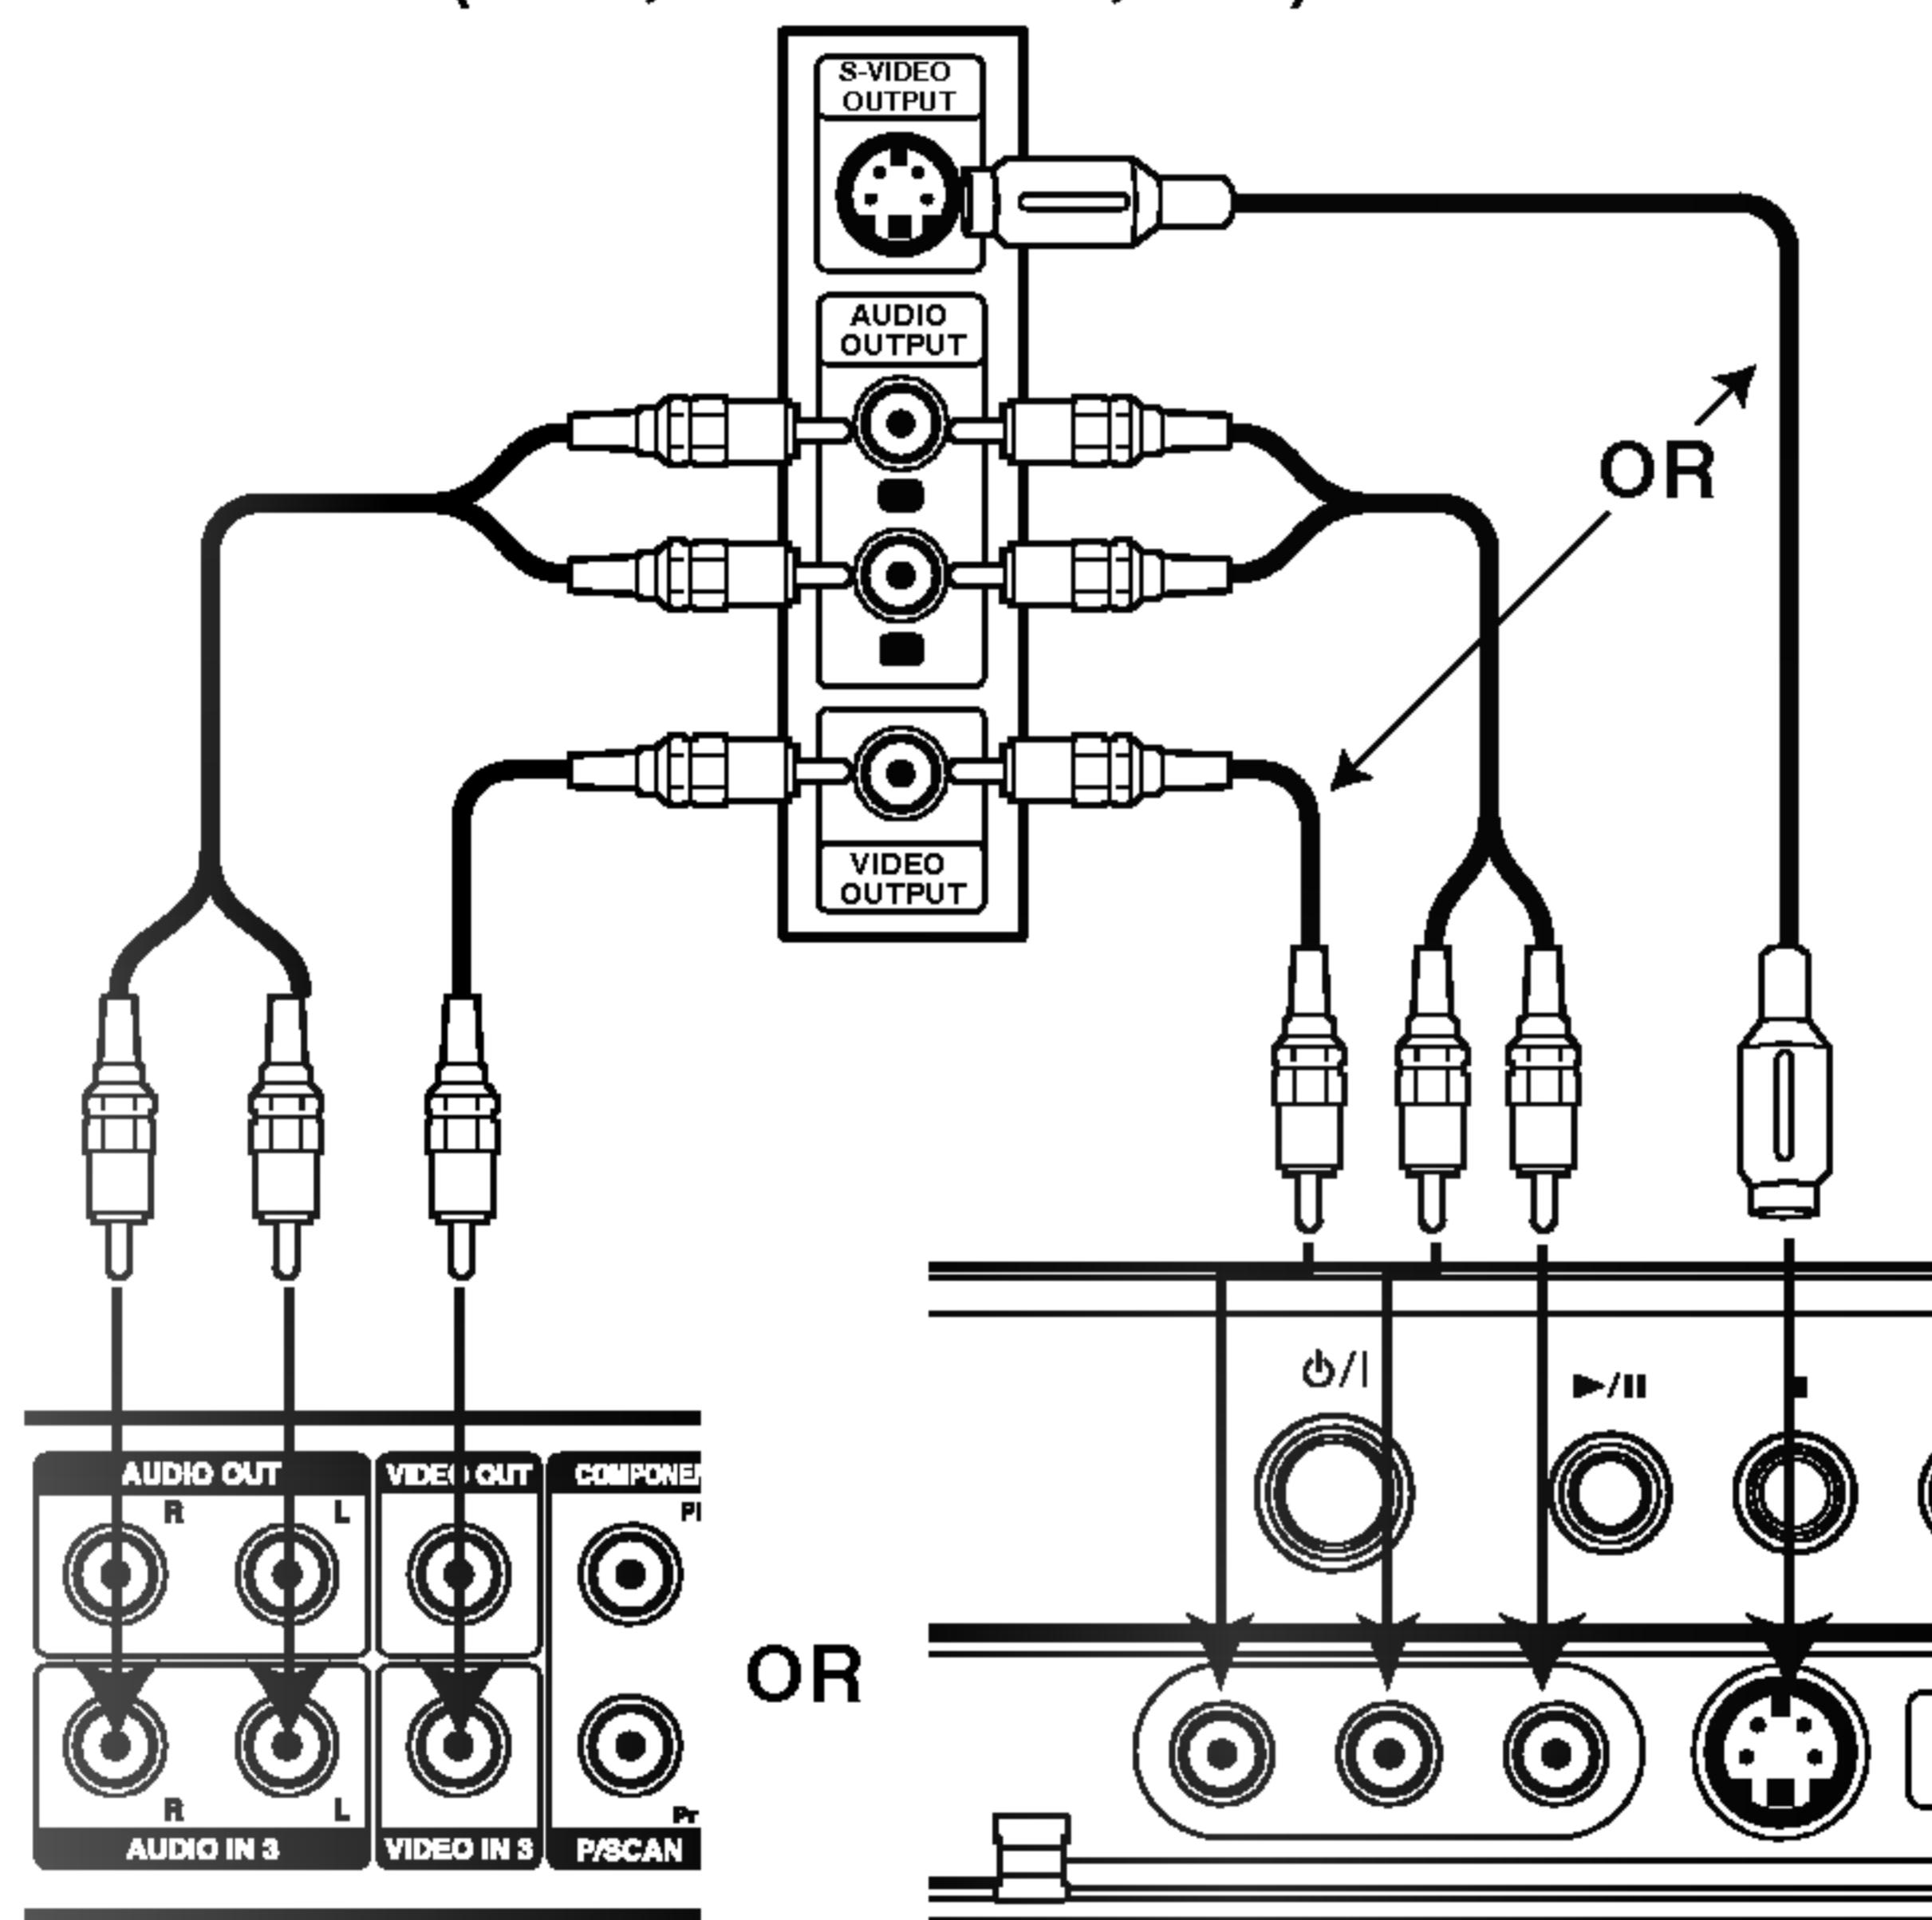 S-VIDEO
OUTPUT
AUDIO
OUTPUT
OR
VIDEO
OUTPUT
AUDIO OUT
VIDEO OUT
R
L
OR
R
L
AUDIO IN 3
VIDEO IN 3
P/SCAN
Pr